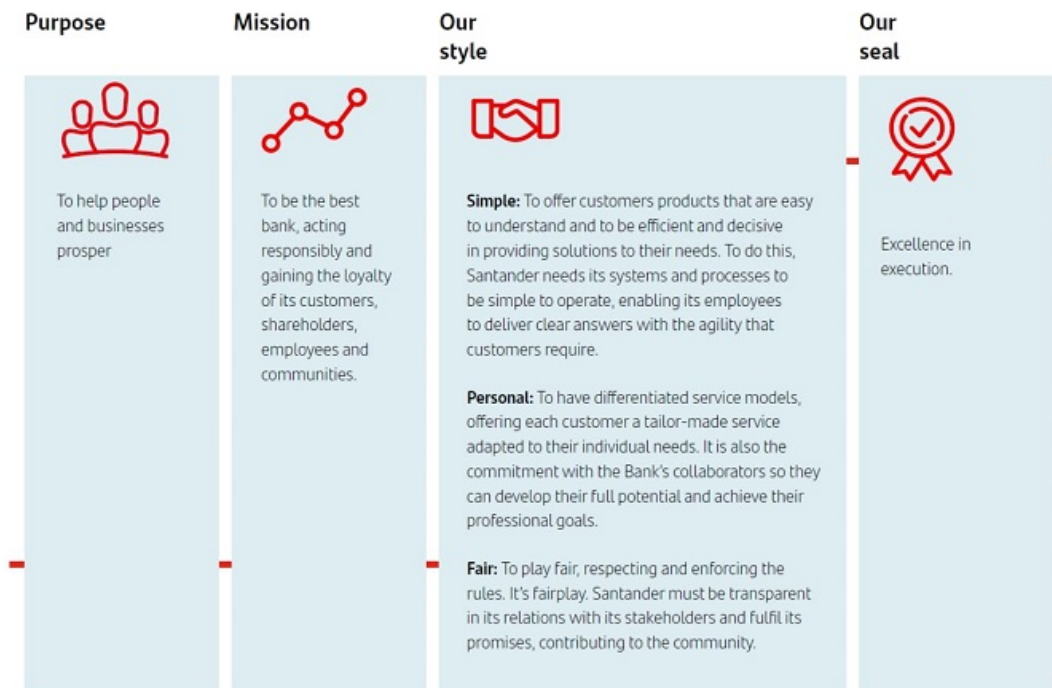 Purpose
To help people
and businesses
prosper
Mission
To be the best
bank, acting
responsibly and
gaining the loyalty
of its customers,
shareholders,
employees and
communities.
Our
style
Simple: To offer customers products that are easy
to understand and to be efficient and decisive
in providing solutions to their needs. To do this,
Santander needs its systems and processes to
be simple to operate, enabling its employees
to deliver clear answers with the agility that
customers require.
Personal: To have differentiated service models,
offering each customer a tailor-made service
adapted to their individual needs. It is also the
commitment with the Bank's collaborators so they
can develop their full potential and achieve their
professional goals.
Fair: To play fair, respecting and enforcing the
rules. It's fairplay. Santander must be transparent
in its relations with its stakeholders and fulfil its
promises, contributing to the community.
Our
seal
Excellence in
execution.